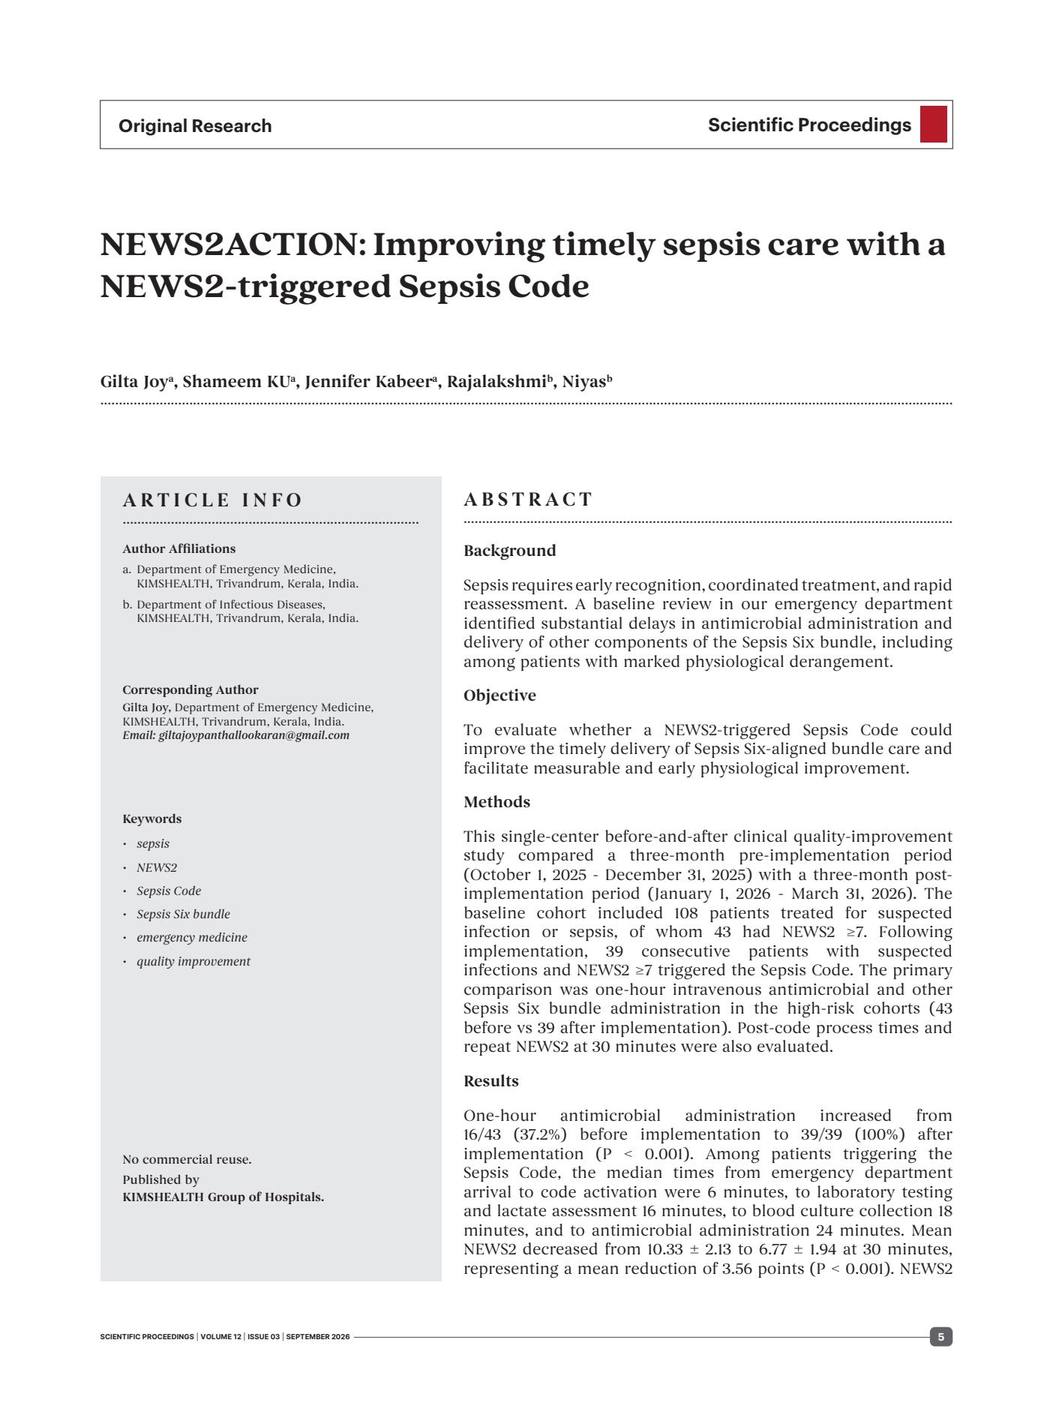 Original Research
Scientific Proceedings
NEWS2ACTION: Improving timely sepsis care with a
NEWS2-triggered Sepsis Code
Gilta Joyᵃ, Shameem KUᵃ, Jennifer Kabeerᵃ, Rajalakshmiᵇ, Niyasᵇ
ARTICLE INFO
Author Affiliations
a. Department of Emergency Medicine,
KIMSHEALTH, Trivandrum, Kerala, India.
b. Department of Infectious Diseases,
KIMSHEALTH, Trivandrum, Kerala, India.
Corresponding Author
Gilta Joy, Department of Emergency Medicine,
KIMSHEALTH, Trivandrum, Kerala, India.
Email: giltajoypanthallookaran@gmail.com
Keywords
• sepsis
• NEWS2
• Sepsis Code
• Sepsis Six bundle
• emergency medicine
• quality improvement
No commercial reuse.
Published by
KIMSHEALTH Group of Hospitals.
ABSTRACT
Background
Sepsis requires early recognition, coordinated treatment, and rapid
reassessment. A baseline review in our emergency department
identified substantial delays in antimicrobial administration and
delivery of other components of the Sepsis Six bundle, including
among patients with marked physiological derangement.
Objective
To evaluate whether a NEWS2-triggered Sepsis Code could
improve the timely delivery of Sepsis Six-aligned bundle care and
facilitate measurable and early physiological improvement.
Methods
This single-center before-and-after clinical quality-improvement
study compared a three-month pre-implementation period
(October 1, 2025 - December 31, 2025) with a three-month post-
implementation period (January 1, 2026 - March 31, 2026). The
baseline cohort included 108 patients treated for suspected
infection or sepsis, of whom 43 had NEWS2 ≥7. Following
implementation, 39 consecutive patients with suspected
infections and NEWS2 ≥7 triggered the Sepsis Code. The primary
comparison was one-hour intravenous antimicrobial and other
Sepsis Six bundle administration in the high-risk cohorts (43
before vs 39 after implementation). Post-code process times and
repeat NEWS2 at 30 minutes were also evaluated.
Results
One-hour antimicrobial administration increased from
16/43 (37.2%) before implementation to 39/39 (100%) after
implementation (P < 0.001). Among patients triggering the
Sepsis Code, the median times from emergency department
arrival to code activation were 6 minutes, to laboratory testing
and lactate assessment 16 minutes, to blood culture collection 18
minutes, and to antimicrobial administration 24 minutes. Mean
NEWS2 decreased from 10.33 ± 2.13 to 6.77 ± 1.94 at 30 minutes,
representing a mean reduction of 3.56 points (P < 0.001). NEWS2
SCIENTIFIC PROCEEDINGS | VOLUME 12 | ISSUE 03 | SEPTEMBER 2026
5